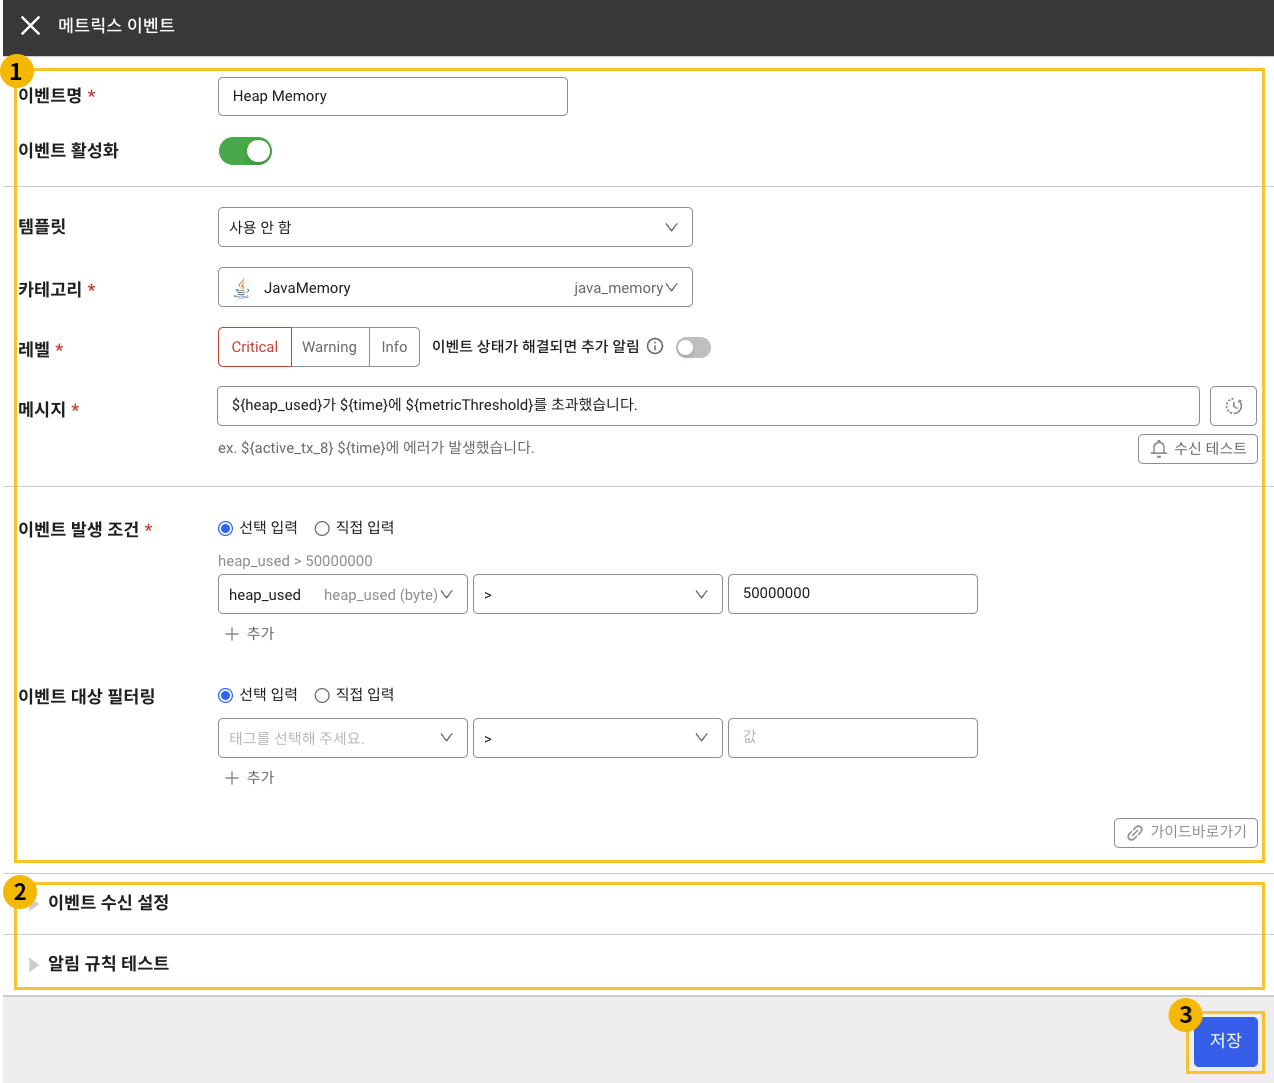 메트릭스 이벤트
1
이벤트명 * Heap Memory
이벤트 활성화
템플릿 사용 안 함
카테고리 * JavaMemory java_memory
레벨 * Critical Warning Info 이벤트 상태가 해결되면 추가 알림
메시지 * ${heap_used}가 ${time}에 ${metricThreshold}를 초과했습니다.
ex. ${active_tx_8} ${time}에 에러가 발생했습니다. 수신 테스트
이벤트 발생 조건 * 선택 입력 직접 입력
heap_used > 50000000
heap_used heap_used (byte) > 50000000
추가
이벤트 대상 필터링 선택 입력 직접 입력
태그를 선택해 주세요. > 값
추가
가이드바로가기
2
이벤트 수신 설정
알림 규칙 테스트
3
저장